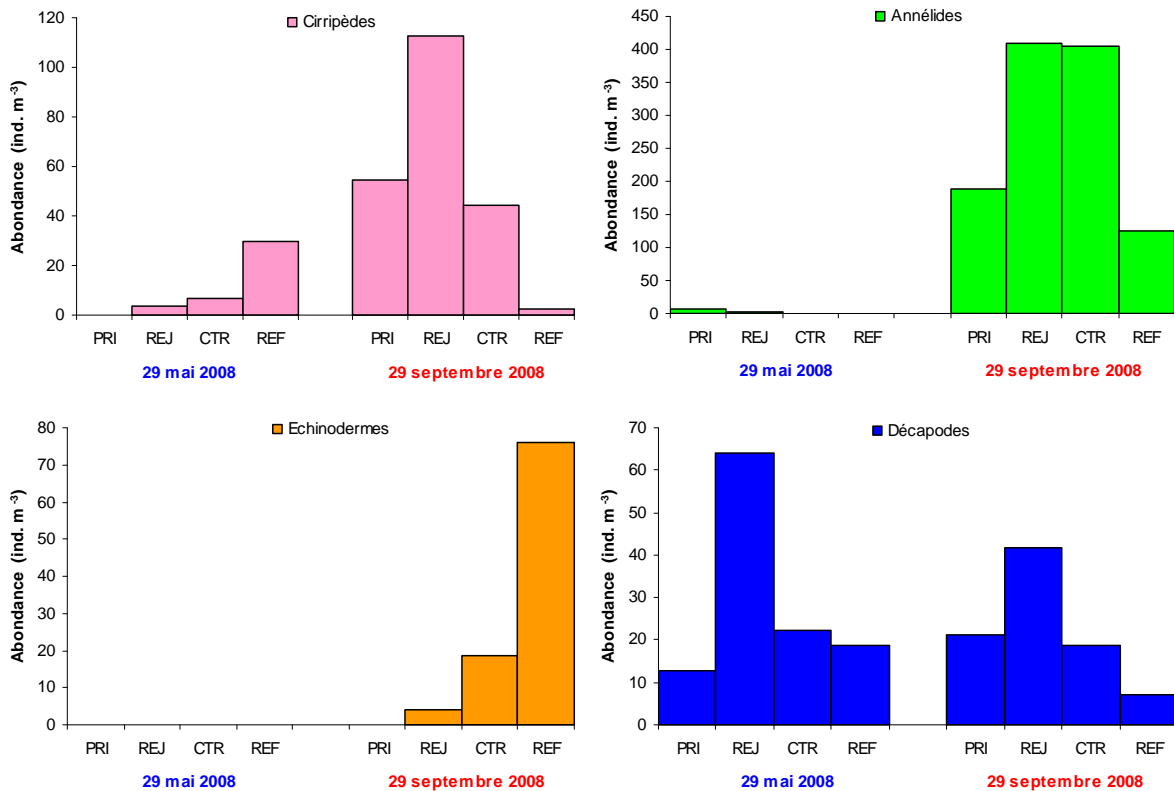 Cirripèdes
Abondance (ind. m⁻³)
120
100
80
60
40
20
0
PRI REJ CTR REF PRI REJ CTR REF
29 mai 2008 29 septembre 2008
Annélides
Abondance (ind. m⁻³)
450
400
350
300
250
200
150
100
50
0
PRI REJ CTR REF PRI REJ CTR REF
29 mai 2008 29 septembre 2008
Echinodermes
Abondance (ind. m⁻³)
80
70
60
50
40
30
20
10
0
PRI REJ CTR REF PRI REJ CTR REF
29 mai 2008 29 septembre 2008
Décapodes
Abondance (ind. m⁻³)
70
60
50
40
30
20
10
0
PRI REJ CTR REF PRI REJ CTR REF
29 mai 2008 29 septembre 2008